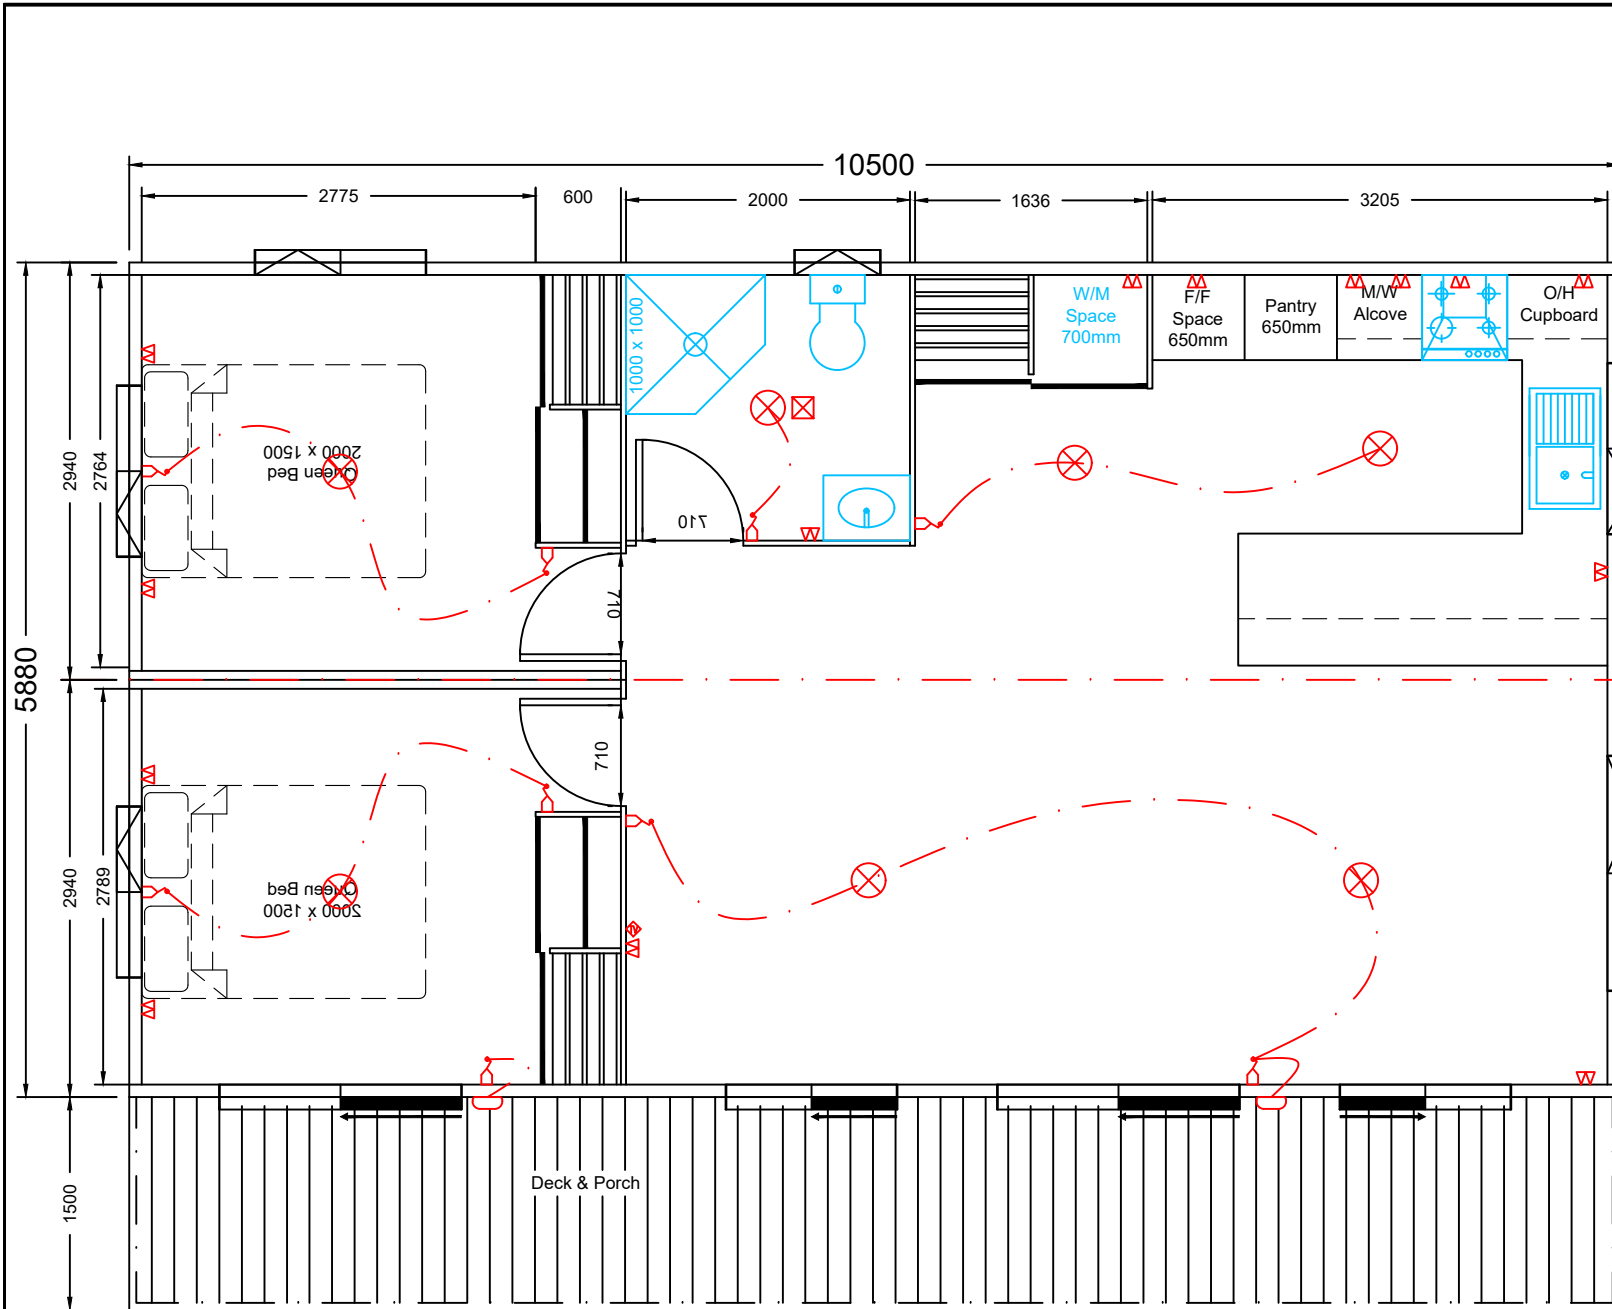 10500
2775
600
2000
1636
3205
W/M
Space
700mm
F/F
Space
650mm
Pantry
650mm
M/W
Alcove
O/H
Cupboard
1000 x 1000
2940
2764
Queen Bed
2000 x 1500
710
710
5880
710
2940
2789
Queen Bed
2000 x 1500
1500
Deck & Porch